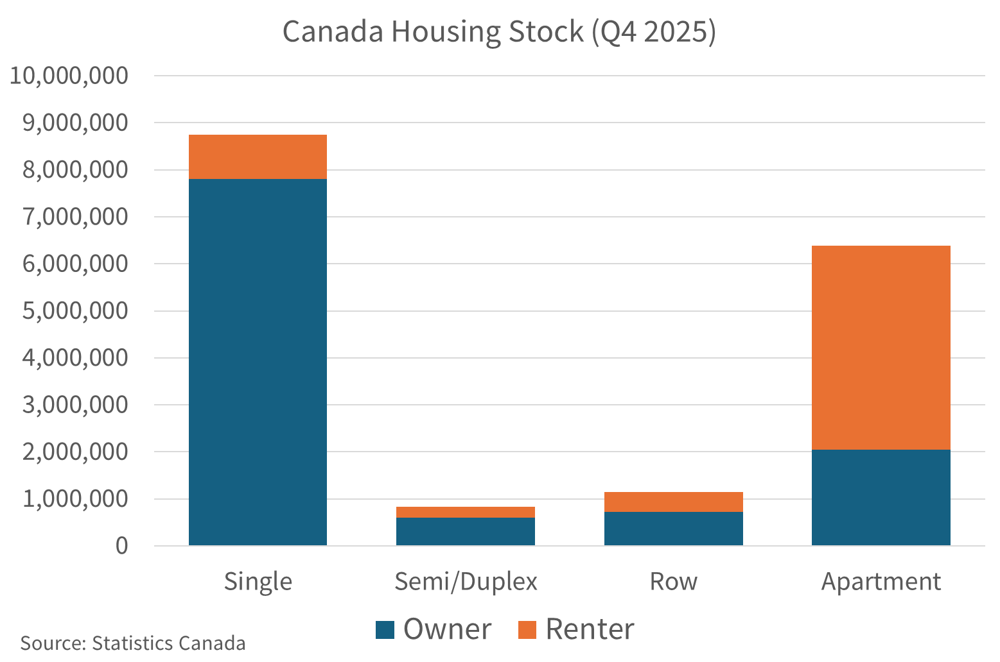 Canada Housing Stock (Q4 2025)
10,000,000
9,000,000
8,000,000
7,000,000
6,000,000
5,000,000
4,000,000
3,000,000
2,000,000
1,000,000
0
Single Semi/Duplex Row Apartment
Owner Renter
Source: Statistics Canada